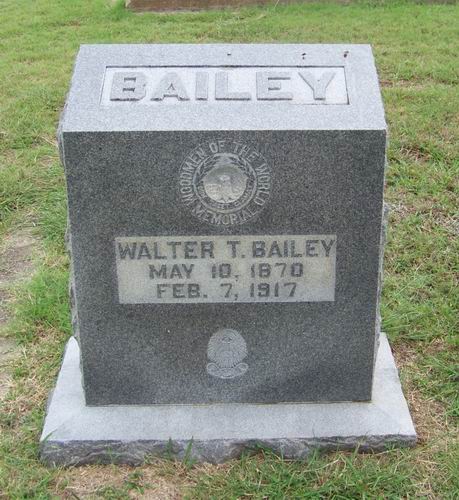 BAILEY
WOODMEN OF THE WORLD
MEMORIAL
WALTER T. BAILEY
MAY 10, 1870
FEB. 7, 1917